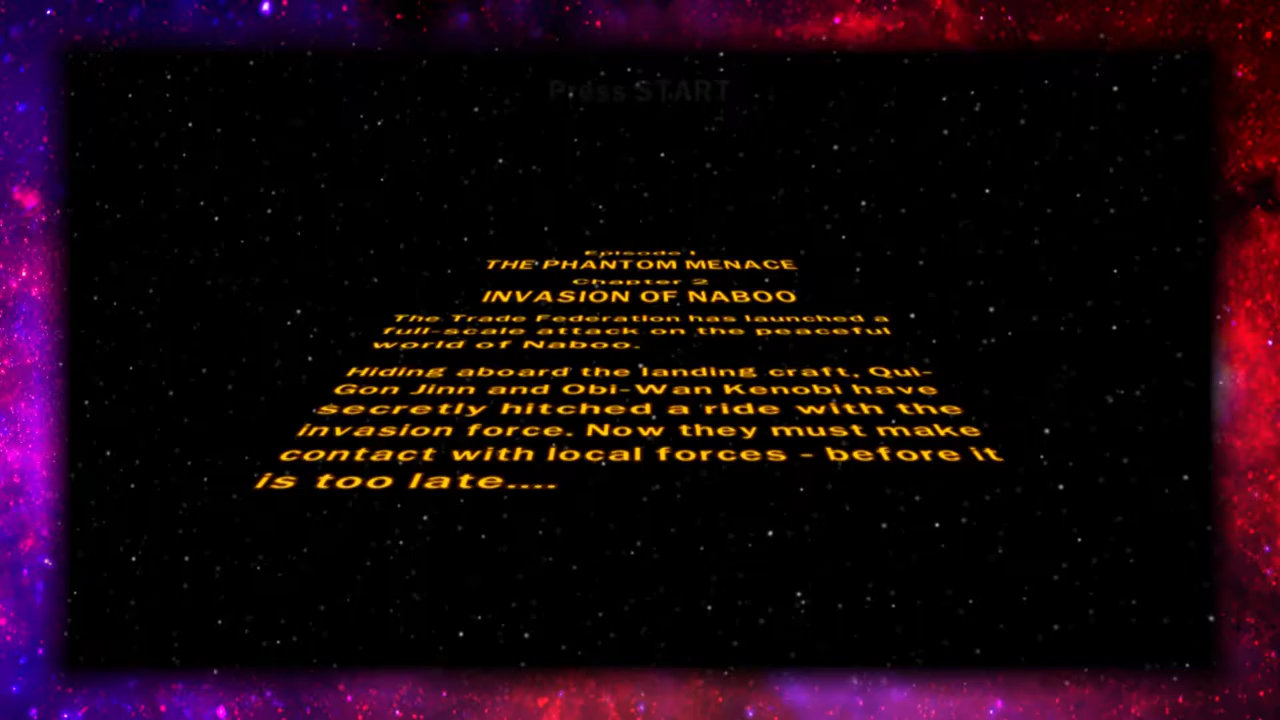 Press START
Episode I
THE PHANTOM MENACE
Chapter 2
INVASION OF NABOO
The Trade Federation has launched a
full-scale attack on the peaceful
world of Naboo.
Hiding aboard the landing craft, Qui-
Gon Jinn and Obi-Wan Kenobi have
secretly hitched a ride with the
invasion force. Now they must make
contact with local forces - before it
is too late....